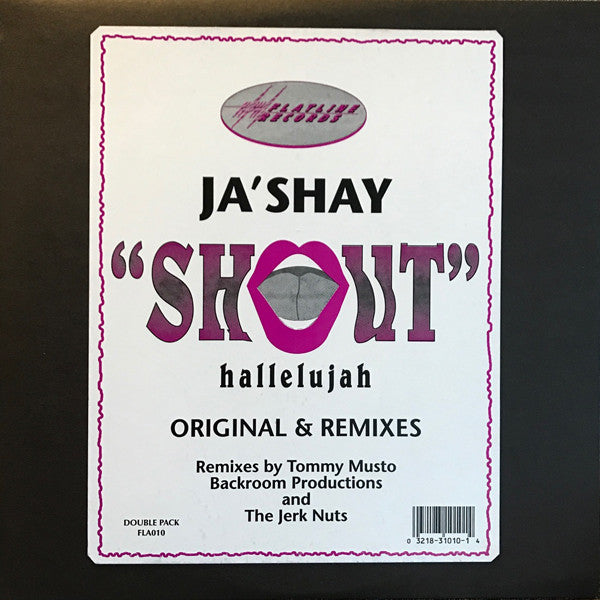 FLATLINE
RECORDS
JA'SHAY
"SHOUT"
hallelujah
ORIGINAL & REMIXES
Remixes by Tommy Musto
Backroom Productions
and
The Jerk Nuts
DOUBLE PACK
FLA010
0 3218-31010-1 4